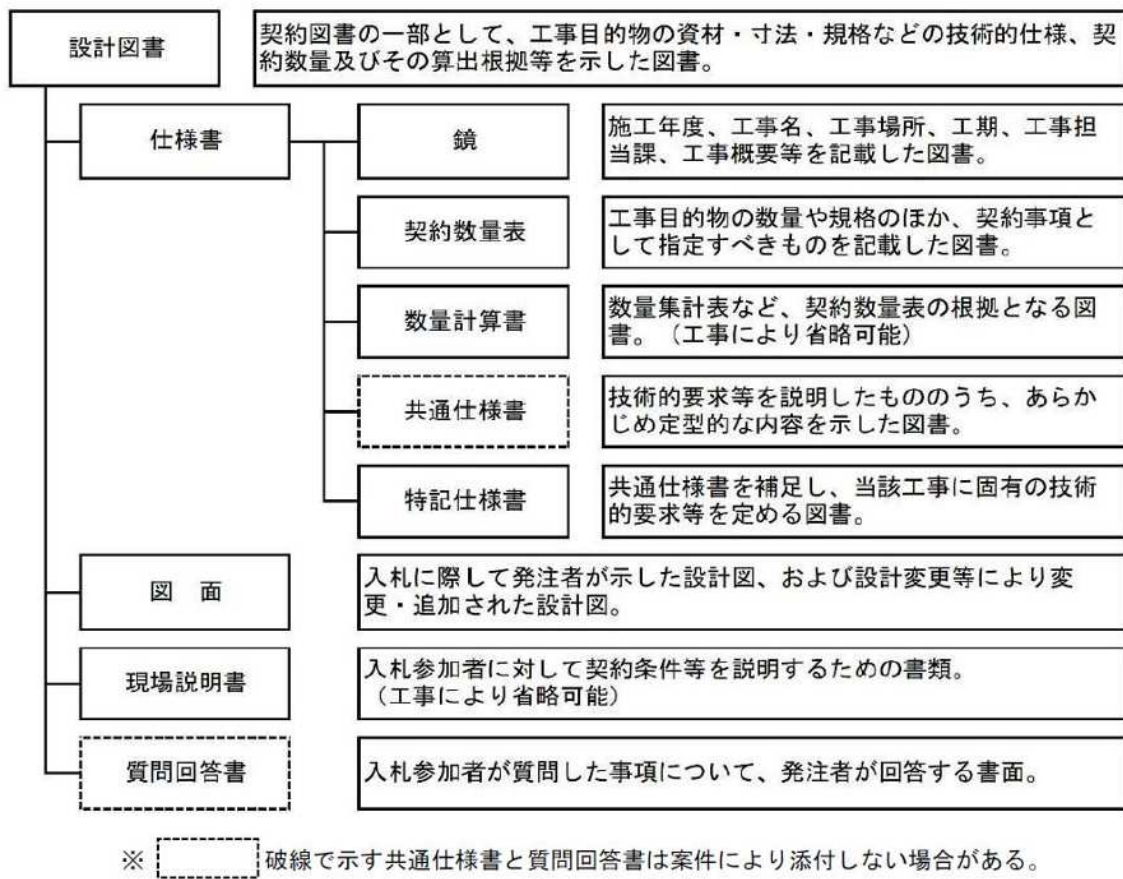 設計図書
契約図書の一部として、工事目的物の資材・寸法・規格などの技術的仕様、契
約数量及びその算出根拠等を示した図書。
仕様書
鏡
施工年度、工事名、工事場所、工期、工事担
当課、工事概要等を記載した図書。
契約数量表
工事目的物の数量や規格のほか、契約事項と
して指定すべきものを記載した図書。
数量計算書
数量集計表など、契約数量表の根拠となる図
書。（工事により省略可能）
共通仕様書
技術的要求等を説明したもののうち、あらか
じめ定型的な内容を示した図書。
特記仕様書
共通仕様書を補足し、当該工事に固有の技術
的要求等を定める図書。
図　面
入札に際して発注者が示した設計図、および設計変更等により変
更・追加された設計図。
現場説明書
入札参加者に対して契約条件等を説明するための書類。
（工事により省略可能）
質問回答書
入札参加者が質問した事項について、発注者が回答する書面。
※ 破線で示す共通仕様書と質問回答書は案件により添付しない場合がある。